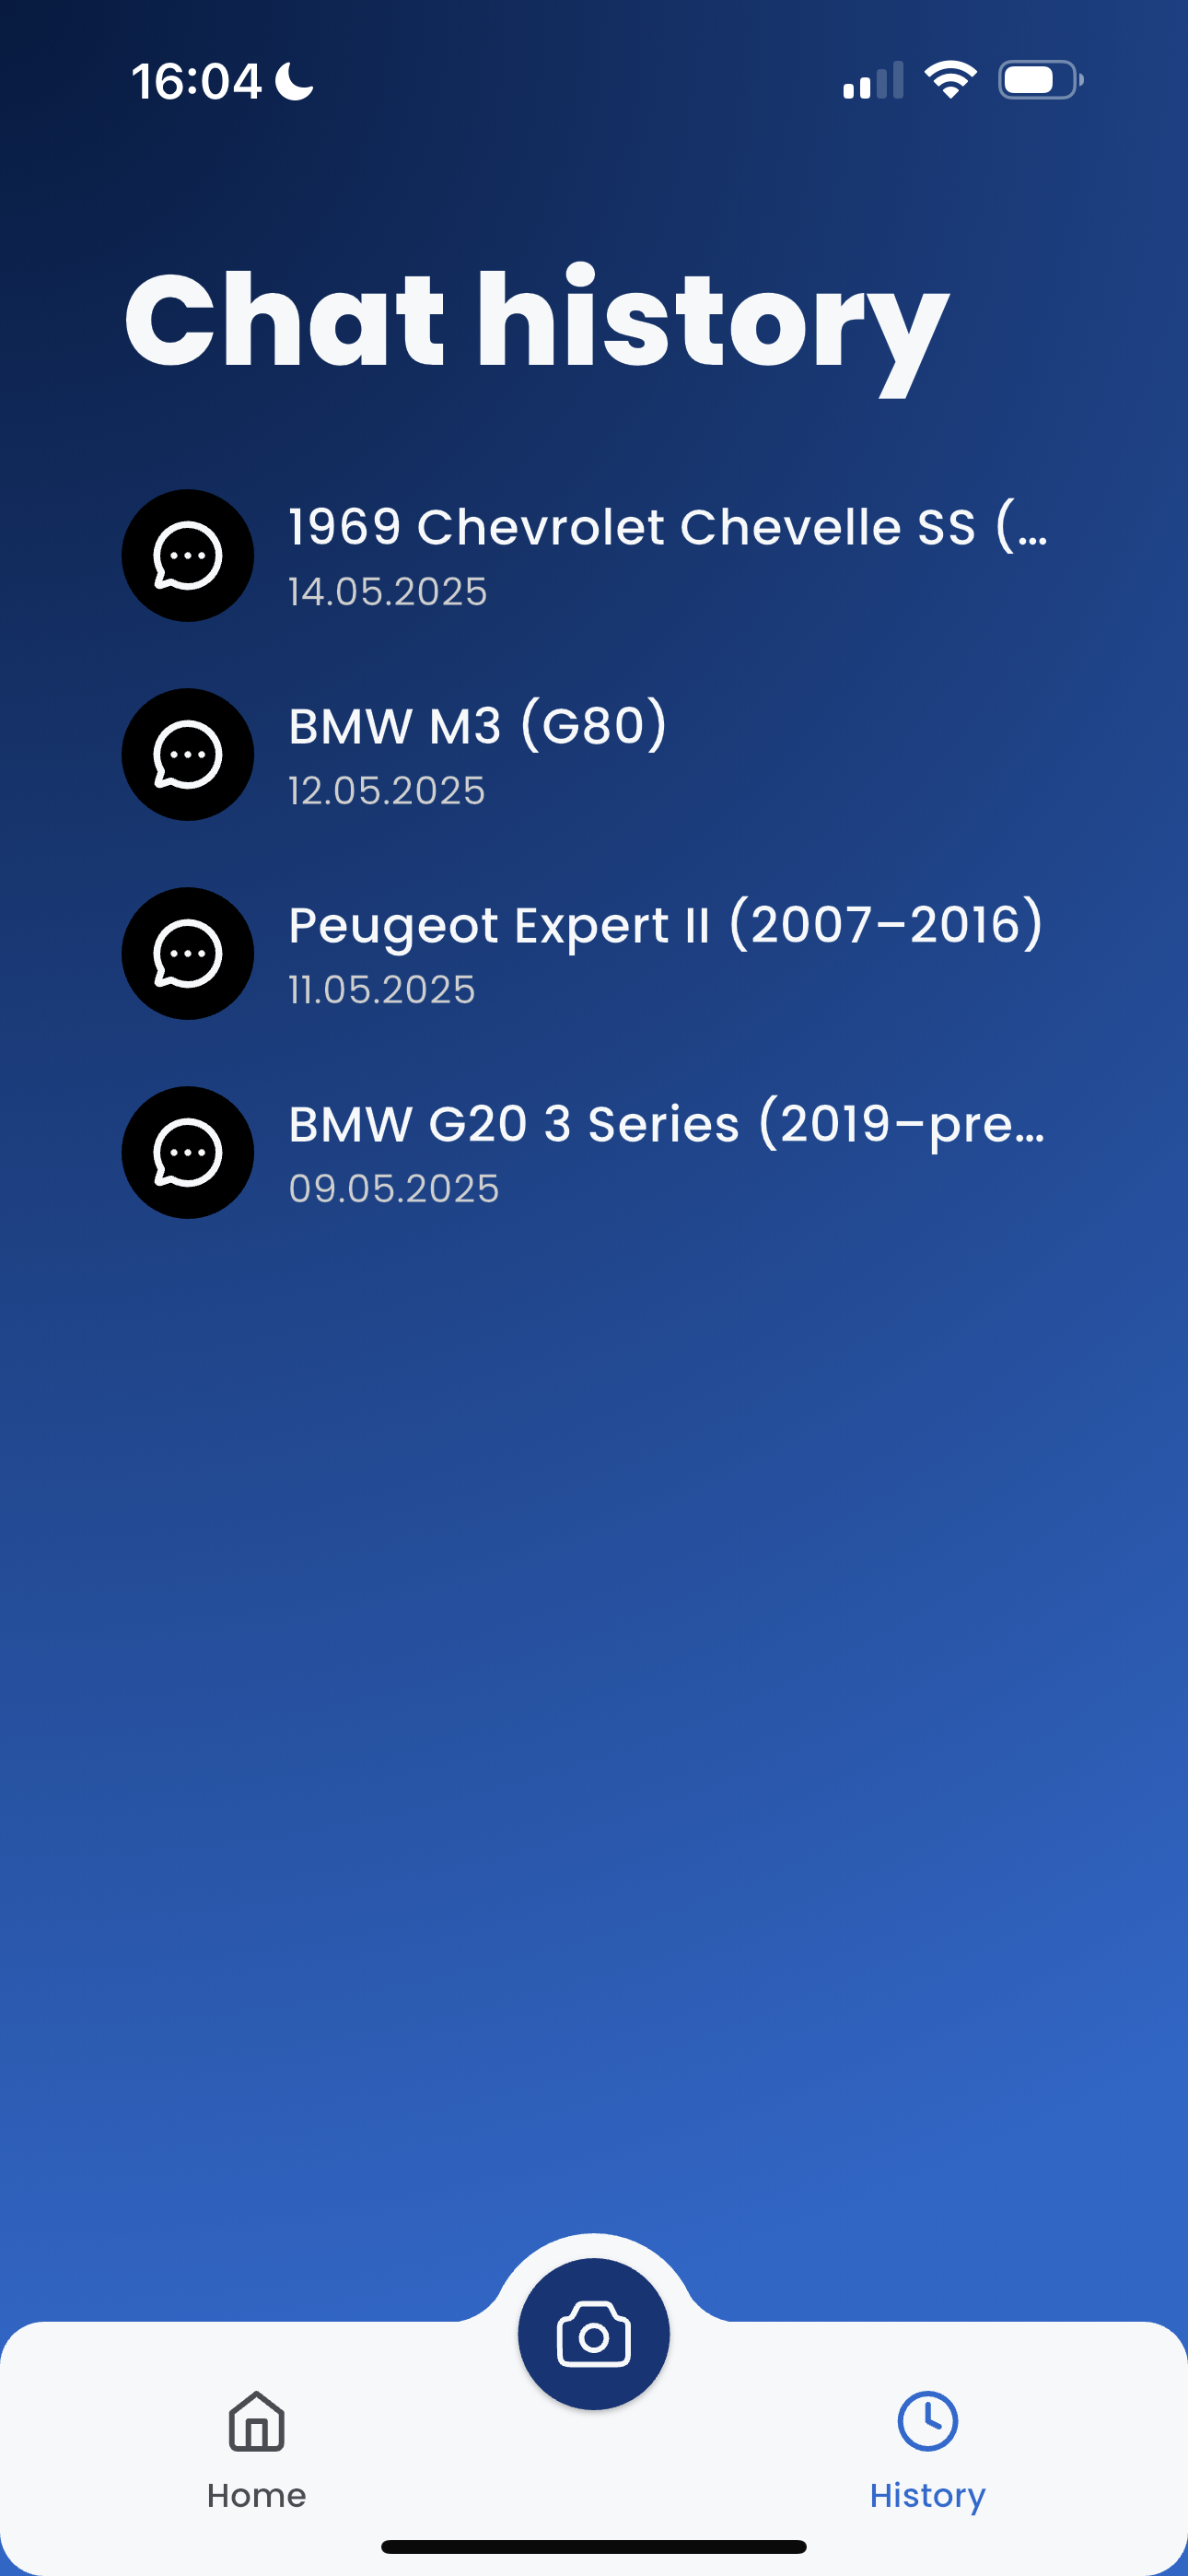 16:04
Chat history
1969 Chevrolet Chevelle SS (...
14.05.2025
BMW M3 (G80)
12.05.2025
Peugeot Expert II (2007–2016)
11.05.2025
BMW G20 3 Series (2019–pre...
09.05.2025
Home
History